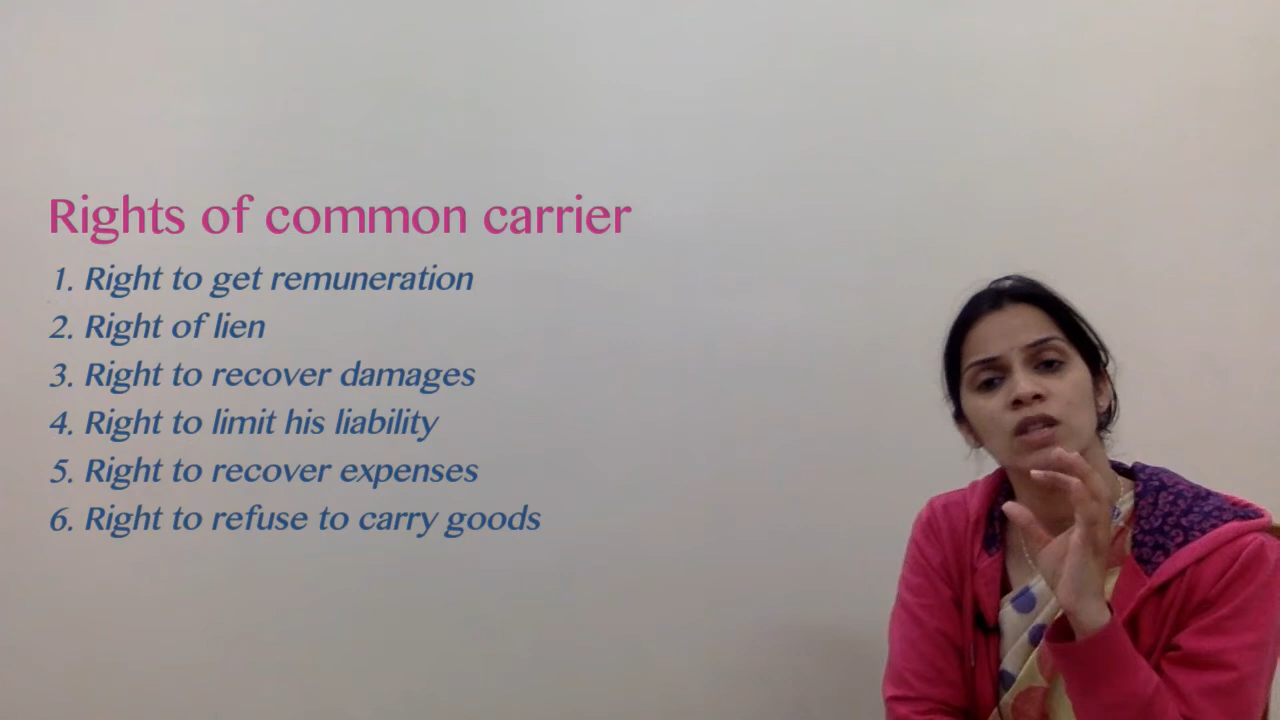 Rights of common carrier
1. Right to get remuneration
2. Right of lien
3. Right to recover damages
4. Right to limit his liability
5. Right to recover expenses
6. Right to refuse to carry goods